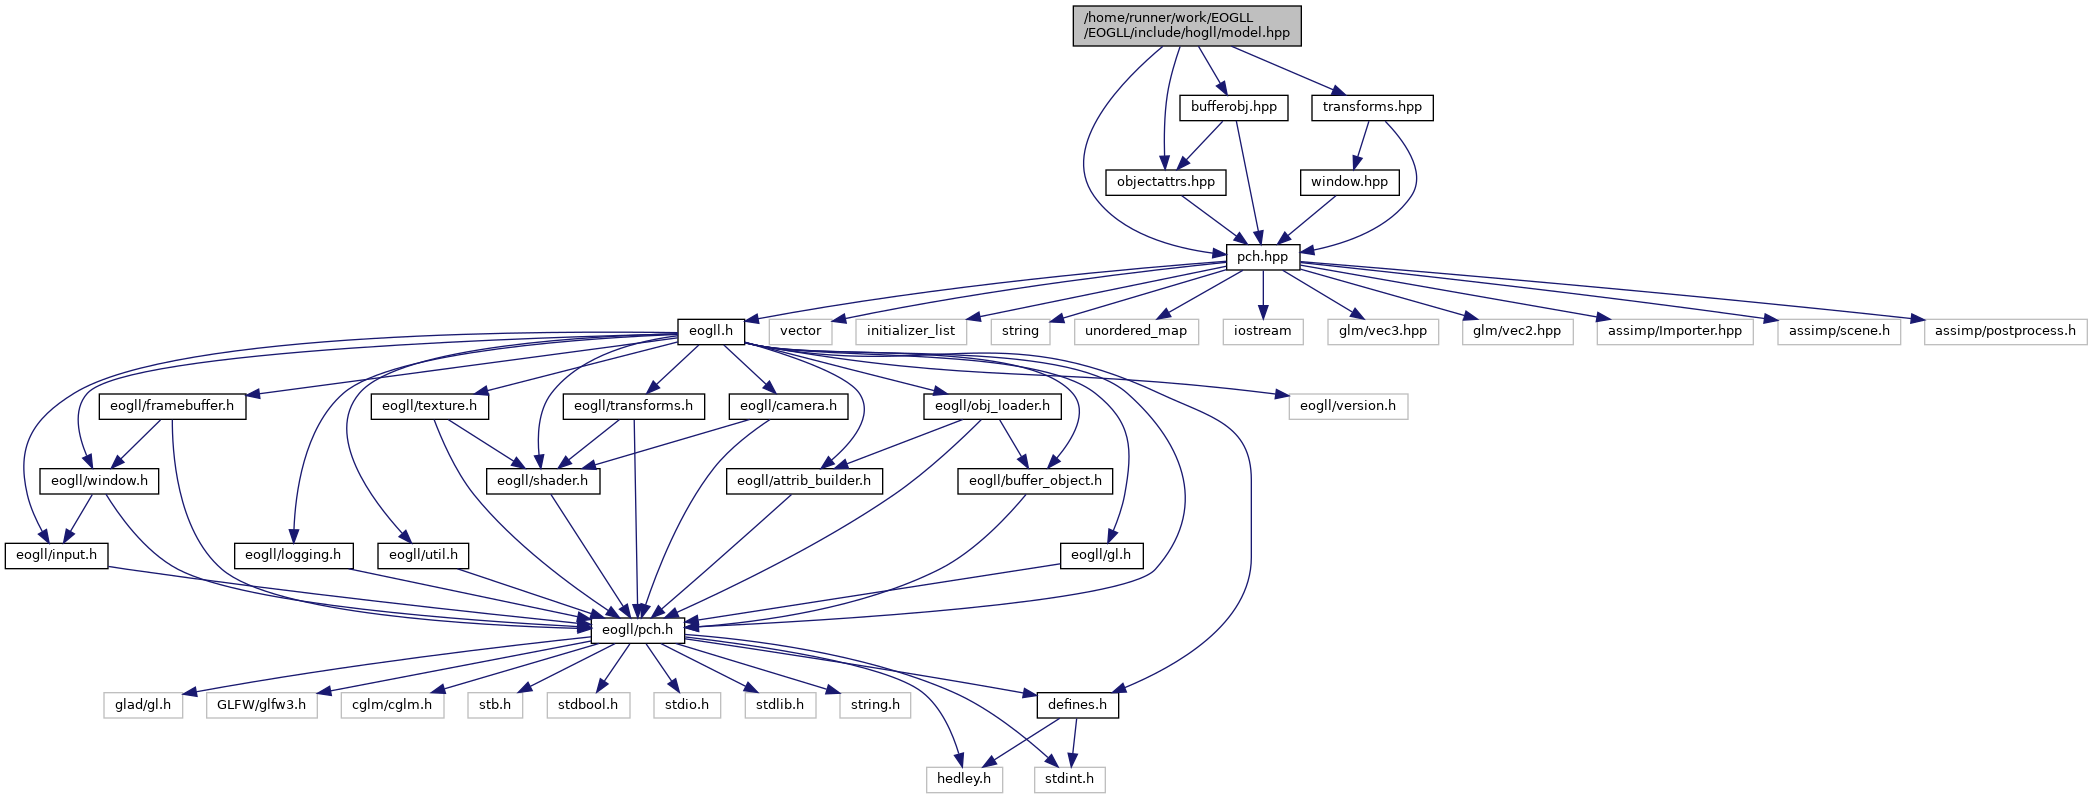 /home/runner/work/EOGLL
/EOGLL/include/hogll/model.hpp
bufferobj.hpp
transforms.hpp
objectattrs.hpp
window.hpp
pch.hpp
eogll.h
vector
initializer_list
string
unordered_map
iostream
glm/vec3.hpp
glm/vec2.hpp
assimp/Importer.hpp
assimp/scene.h
assimp/postprocess.h
eogll/framebuffer.h
eogll/texture.h
eogll/transforms.h
eogll/camera.h
eogll/obj_loader.h
eogll/version.h
eogll/window.h
eogll/shader.h
eogll/attrib_builder.h
eogll/buffer_object.h
eogll/input.h
eogll/logging.h
eogll/util.h
eogll/gl.h
eogll/pch.h
glad/gl.h
GLFW/glfw3.h
cglm/cglm.h
stb.h
stdbool.h
stdio.h
stdlib.h
string.h
defines.h
hedley.h
stdint.h